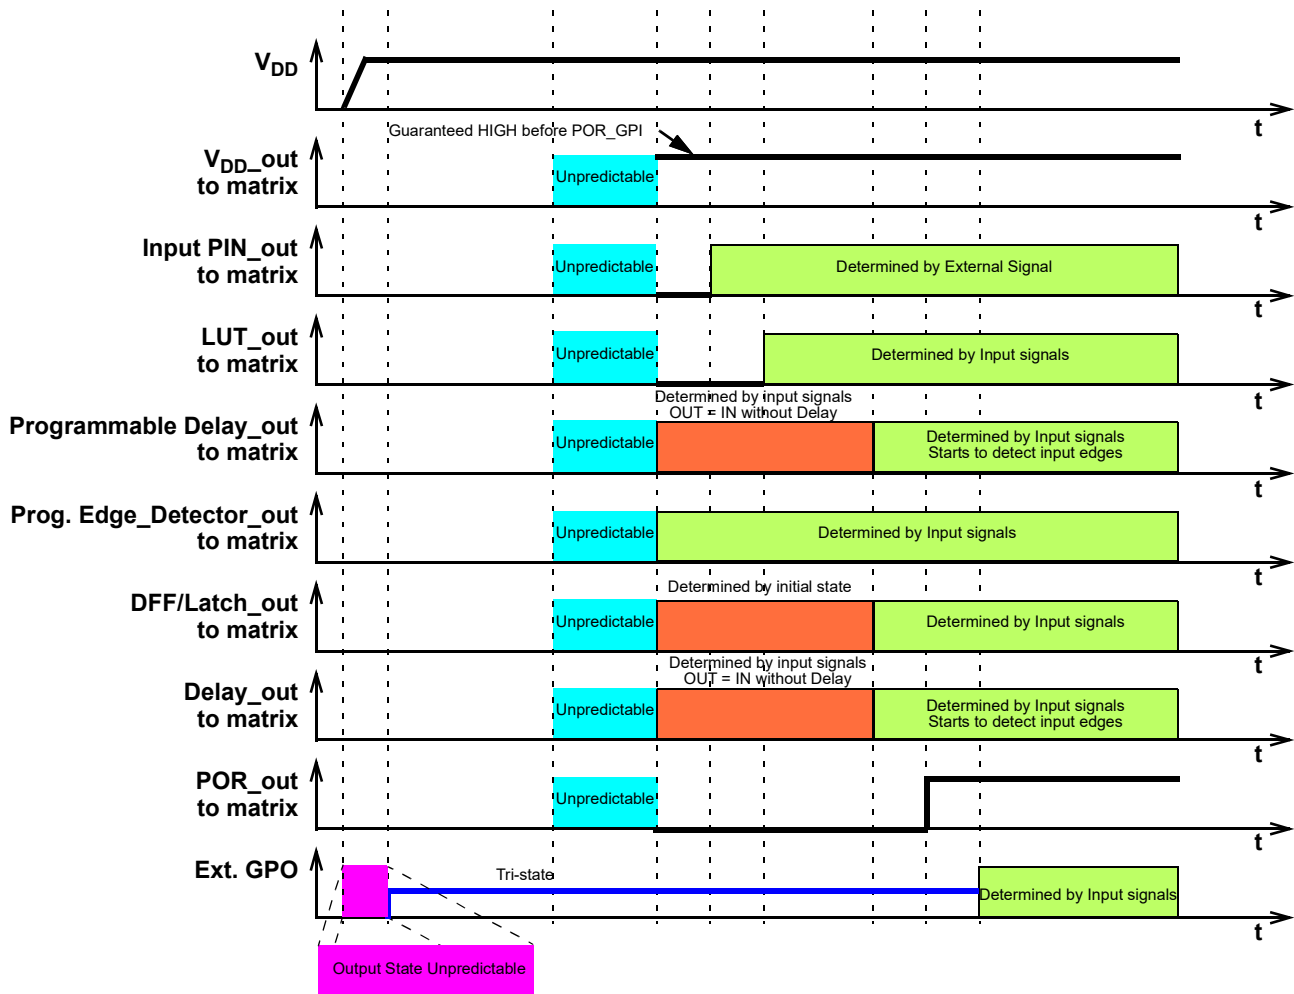 VDD
t
Guaranteed HIGH before POR_GPI
VDD_out
to matrix
Unpredictable
t
Input PIN_out
to matrix
Unpredictable
Determined by External Signal
t
LUT_out
to matrix
Unpredictable
Determined by Input signals
t
Determined by input signals
OUT = IN without Delay
Programmable Delay_out
to matrix
Unpredictable
Determined by Input signals
Starts to detect input edges
t
Prog. Edge_Detector_out
to matrix
Unpredictable
Determined by Input signals
t
Determined by initial state
DFF/Latch_out
to matrix
Unpredictable
Determined by Input signals
t
Determined by input signals
OUT = IN without Delay
Delay_out
to matrix
Unpredictable
Determined by Input signals
Starts to detect input edges
t
POR_out
to matrix
Unpredictable
t
Ext. GPO
Tri-state
Determined by Input signals
t
Output State Unpredictable